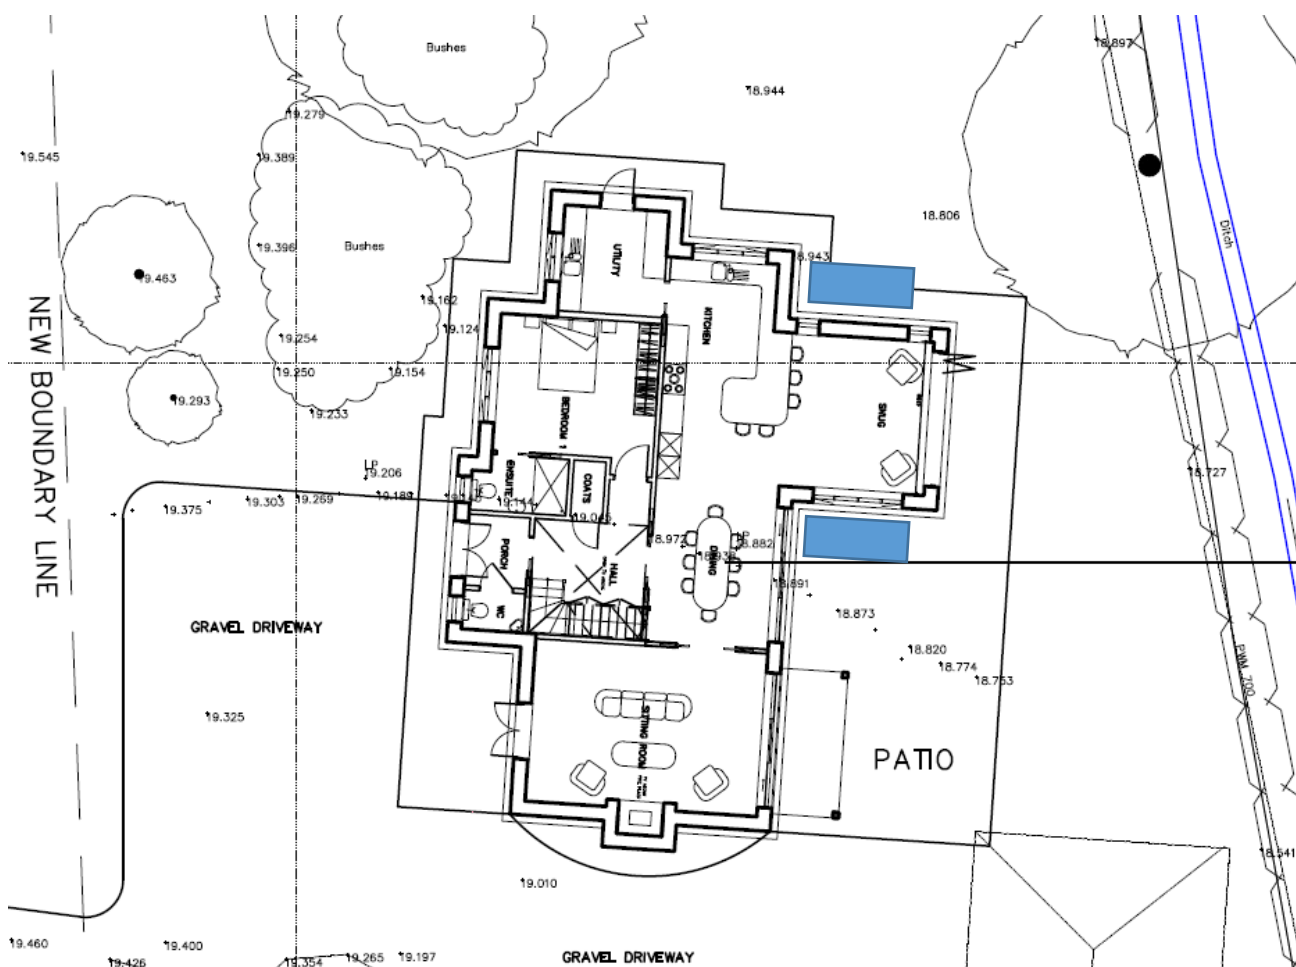 Bushes
18.897
18.944
19.279
19.545
19.389
18.806
Ditch
19.396
Bushes
UTILITY
18.943
19.463
19.162
KITCHEN
19.124
19.254
NEW BOUNDARY LINE
19.250
19.154
19.293
19.233
BEDROOM 1
SNUG
LP
19.206
18.727
ENSUITE
COATS
19.375
19.303
19.269
19.189
19.144
19.045
18.972
18.882
DINING
PORCH
HALL
18.891
WC
18.873
GRAVEL DRIVEWAY
18.820
18.774
18.753
PWM 700
19.325
SITTING ROOM
PATIO
18.541
19.010
19.460
19.400
19.426
19.354
19.265
19.197
GRAVEL DRIVEWAY